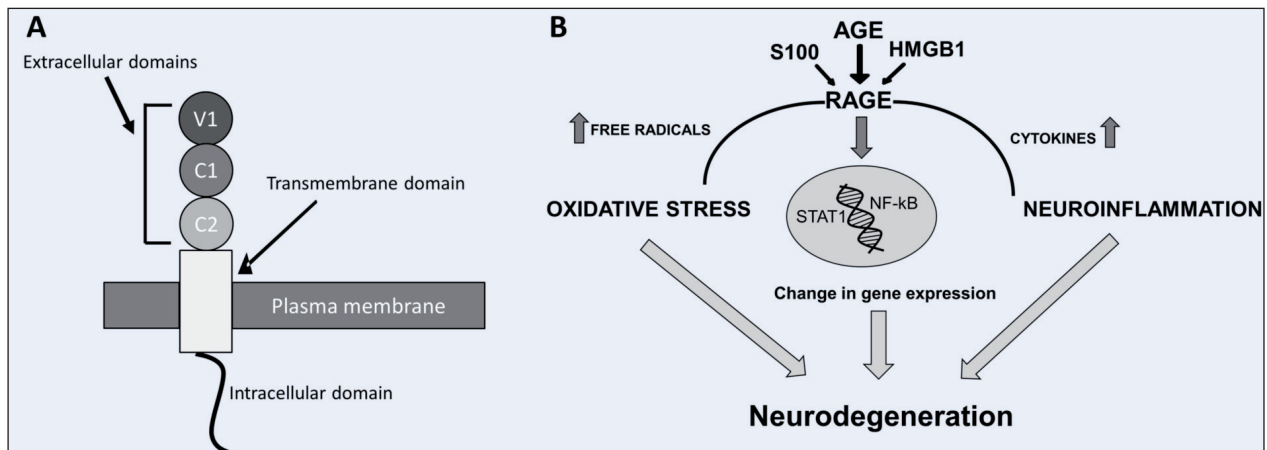 A
Extracellular domains
V1
C1
C2
Transmembrane domain
Plasma membrane
Intracellular domain
B
AGE
S100
HMGB1
RAGE
FREE RADICALS
CYTOKINES
OXIDATIVE STRESS
STAT1
NF-kB
NEUROINFLAMMATION
Change in gene expression
Neurodegeneration